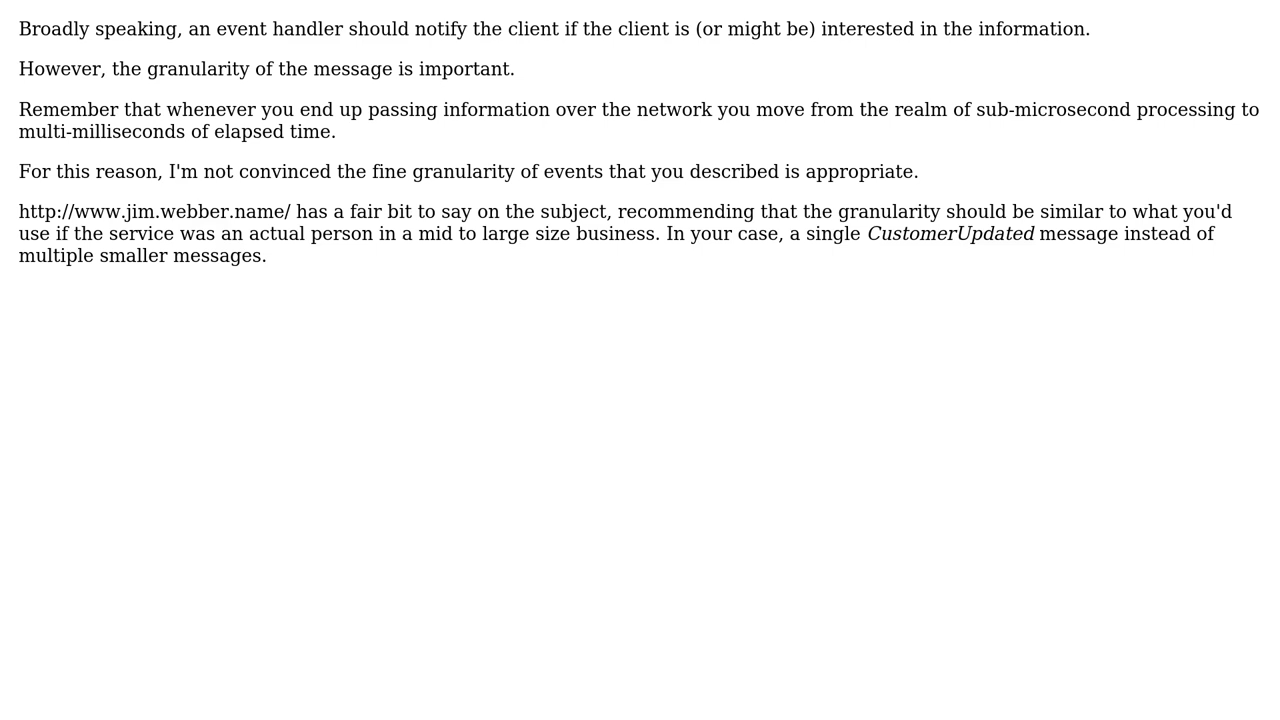 Broadly speaking, an event handler should notify the client if the client is (or might be) interested in the information.
However, the granularity of the message is important.
Remember that whenever you end up passing information over the network you move from the realm of sub-microsecond processing to
multi-milliseconds of elapsed time.
For this reason, I'm not convinced the fine granularity of events that you described is appropriate.
http://www.jim.webber.name/ has a fair bit to say on the subject, recommending that the granularity should be similar to what you'd
use if the service was an actual person in a mid to large size business. In your case, a single CustomerUpdated message instead of
multiple smaller messages.